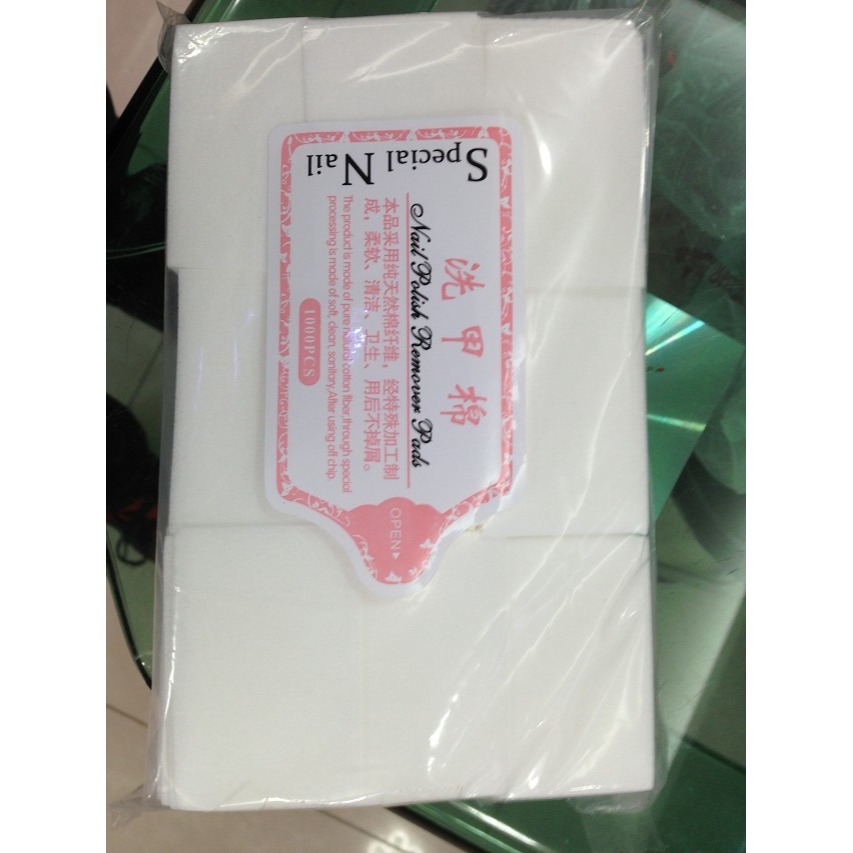 Special Nail
洗甲棉
Nail Polish Remover Pads
本品采用纯天然棉纤维，经特殊加工制
成，柔软、清洁、卫生、用后不掉屑。
The product is made of pure natural cotton fiber,through special
processing is made of soft, clean, sanitary.After using off chip.
1000PCS
OPEN